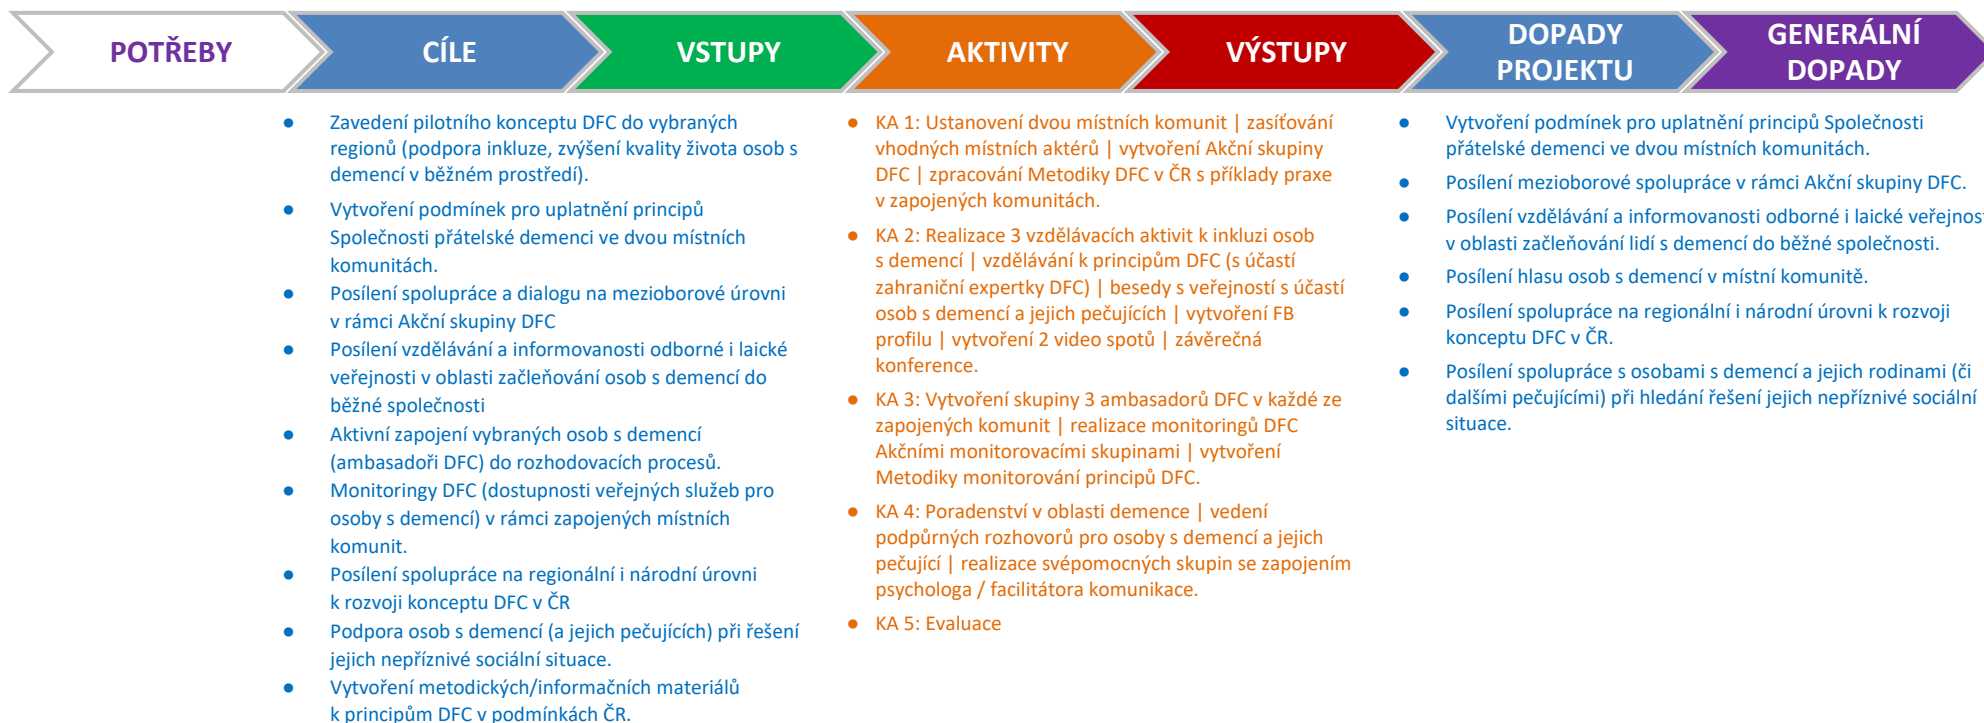 POTŘEBY
CÍLE
VSTUPY
AKTIVITY
VÝSTUPY
DOPADY
PROJEKTU
GENERÁLNÍ
DOPADY
● Zavedení pilotního konceptu DFC do vybraných
regionů (podpora inkluze, zvýšení kvality života osob s
demencí v běžném prostředí).
● Vytvoření podmínek pro uplatnění principů
Společnosti přátelské demenci ve dvou místních
komunitách.
● Posílení spolupráce a dialogu na mezioborové úrovni
v rámci Akční skupiny DFC
● Posílení vzdělávání a informovanosti odborné i laické
veřejnosti v oblasti začleňování osob s demencí do
běžné společnosti
● Aktivní zapojení vybraných osob s demencí
(ambasadoři DFC) do rozhodovacích procesů.
● Monitoringy DFC (dostupnosti veřejných služeb pro
osoby s demencí) v rámci zapojených místních
komunit.
● Posílení spolupráce na regionální i národní úrovni
k rozvoji konceptu DFC v ČR
● Podpora osob s demencí (a jejich pečujících) při řešení
jejich nepříznivé sociální situace.
● Vytvoření metodických/informačních materiálů
k principům DFC v podmínkách ČR.
● KA 1: Ustanovení dvou místních komunit | zasíťování
vhodných místních aktérů | vytvoření Akční skupiny
DFC | zpracování Metodiky DFC v ČR s příklady praxe
v zapojených komunitách.
● KA 2: Realizace 3 vzdělávacích aktivit k inkluzi osob
s demencí | vzdělávání k principům DFC (s účastí
zahraniční expertky DFC) | besedy s veřejností s účastí
osob s demencí a jejich pečujících | vytvoření FB
profilu | vytvoření 2 video spotů | závěrečná
konference.
● KA 3: Vytvoření skupiny 3 ambasadorů DFC v každé ze
zapojených komunit | realizace monitoringů DFC
Akčními monitorovacími skupinami | vytvoření
Metodiky monitorování principů DFC.
● KA 4: Poradenství v oblasti demence | vedení
podpůrných rozhovorů pro osoby s demencí a jejich
pečující | realizace svépomocných skupin se zapojením
psychologa / facilitátora komunikace.
● KA 5: Evaluace
● Vytvoření podmínek pro uplatnění principů Společnosti
přátelské demenci ve dvou místních komunitách.
● Posílení mezioborové spolupráce v rámci Akční skupiny DFC.
● Posílení vzdělávání a informovanosti odborné i laické veřejnost
v oblasti začleňování lidí s demencí do běžné společnosti.
● Posílení hlasu osob s demencí v místní komunitě.
● Posílení spolupráce na regionální i národní úrovni k rozvoji
konceptu DFC v ČR.
● Posílení spolupráce s osobami s demencí a jejich rodinami (či
dalšími pečujícími) při hledání řešení jejich nepříznivé sociální
situace.